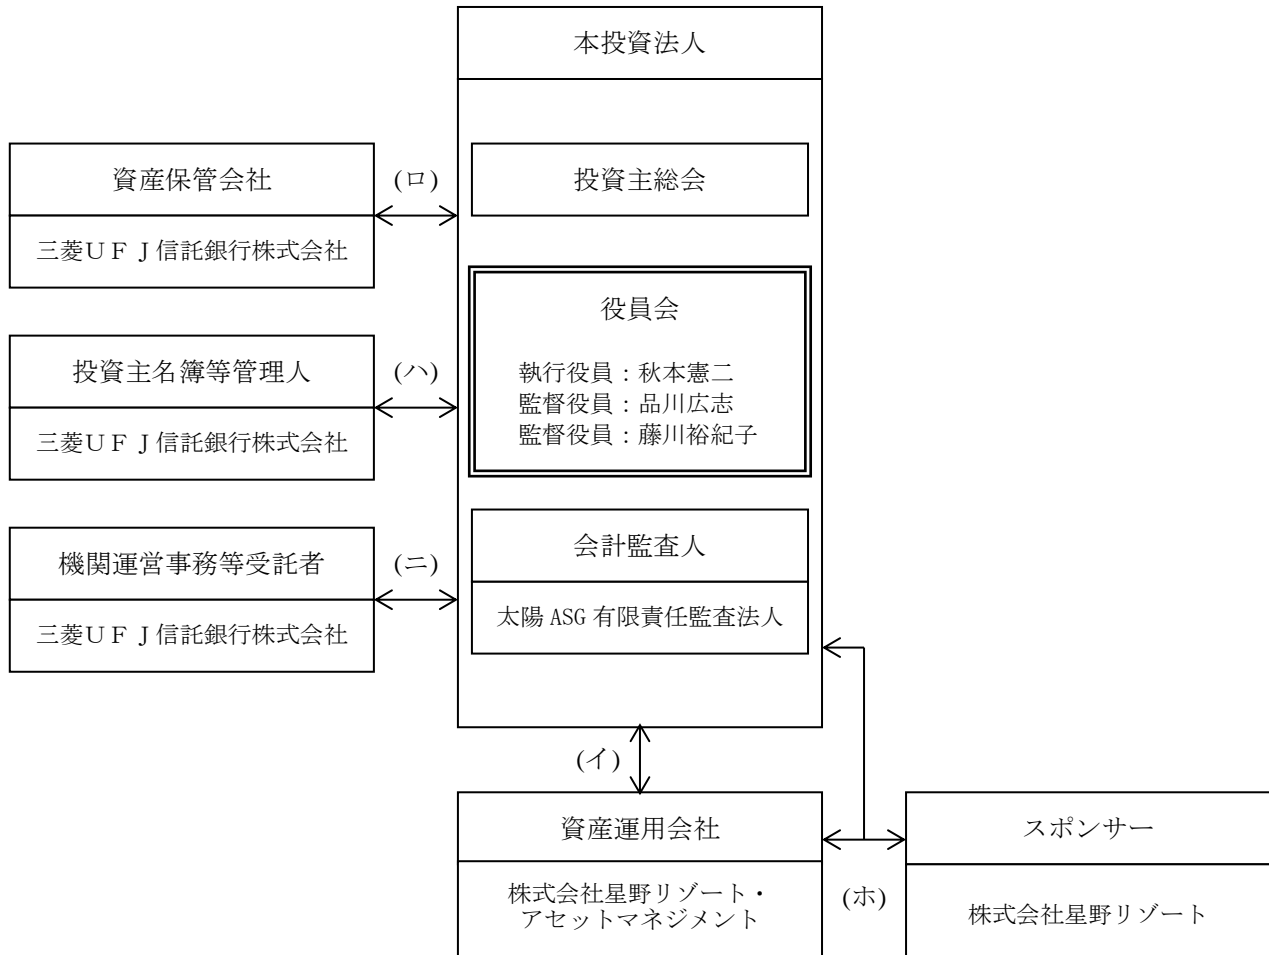 本投資法人
資産保管会社
三菱ＵＦＪ信託銀行株式会社
(ロ)
投資主総会
投資主名簿等管理人
三菱ＵＦＪ信託銀行株式会社
(ハ)
役員会
執行役員：秋本憲二
監督役員：品川広志
監督役員：藤川裕紀子
機関運営事務等受託者
三菱ＵＦＪ信託銀行株式会社
(ニ)
会計監査人
太陽 ASG 有限責任監査法人
(イ)
資産運用会社
株式会社星野リゾート・
アセットマネジメント
(ホ)
スポンサー
株式会社星野リゾート